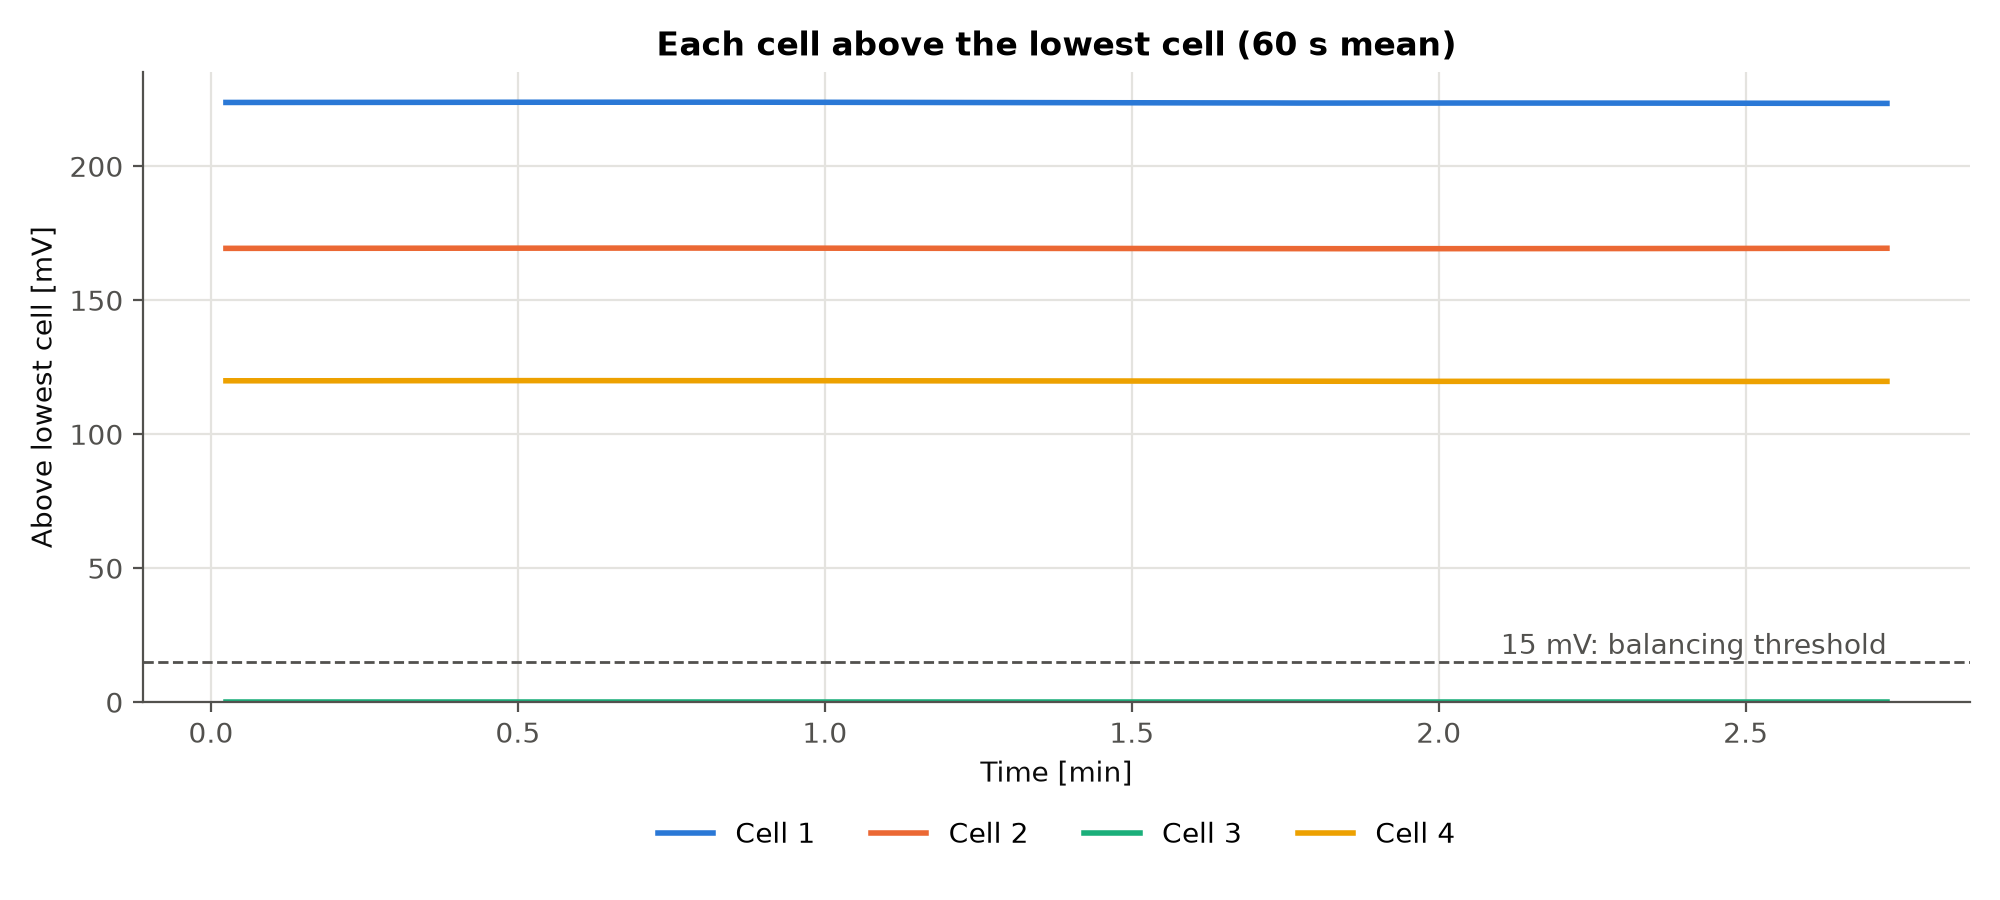 Each cell above the lowest cell (60 s mean)
Above lowest cell [mV]
200
150
100
50
0
15 mV: balancing threshold
0.0 0.5 1.0 1.5 2.0 2.5
Time [min]
Cell 1 Cell 2 Cell 3 Cell 4